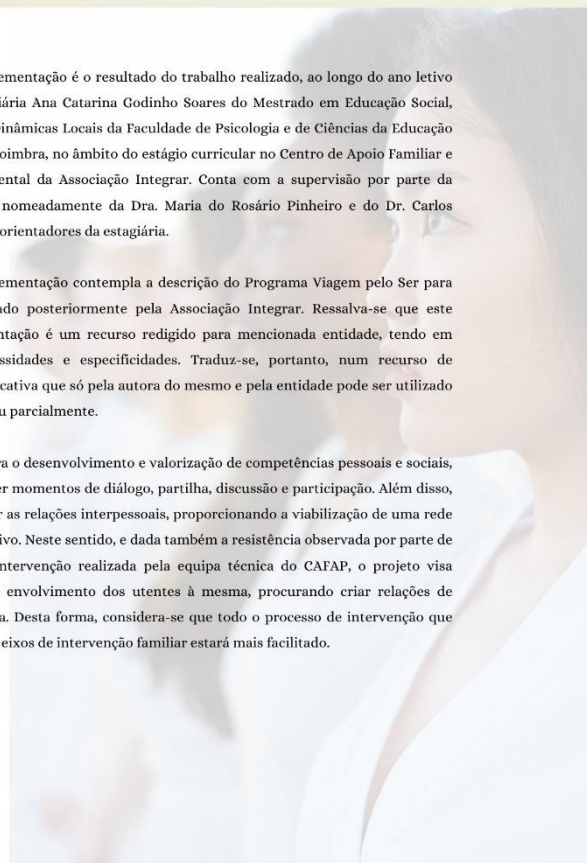 ementação é o resultado do trabalho realizado, ao longo do ano letivo
iária Ana Catarina Godinho Soares do Mestrado em Educação Social,
inâmicas Locais da Faculdade de Psicologia e de Ciências da Educação
oimbra, no âmbito do estágio curricular no Centro de Apoio Familiar e
ental da Associação Integrar. Conta com a supervisão por parte da
nomeadamente da Dra. Maria do Rosário Pinheiro e do Dr. Carlos
orientadores da estagiária.
ementação contempla a descrição do Programa Viagem pelo Ser para
ado posteriormente pela Associação Integrar. Ressalva-se que este
ntação é um recurso redigido para mencionada entidade, tendo em
ssidades e especificidades. Traduz-se, portanto, num recurso de
cativa que só pela autora do mesmo e pela entidade pode ser utilizado
u parcialmente.
ra o desenvolvimento e valorização de competências pessoais e sociais,
er momentos de diálogo, partilha, discussão e participação. Além disso,
r as relações interpessoais, proporcionando a viabilização de uma rede
ivo. Neste sentido, e dada também a resistência observada por parte de
ntervenção realizada pela equipa técnica do CAFAP, o projeto visa
envolvimento dos utentes à mesma, procurando criar relações de
a. Desta forma, considera-se que todo o processo de intervenção que
eixos de intervenção familiar estará mais facilitado.